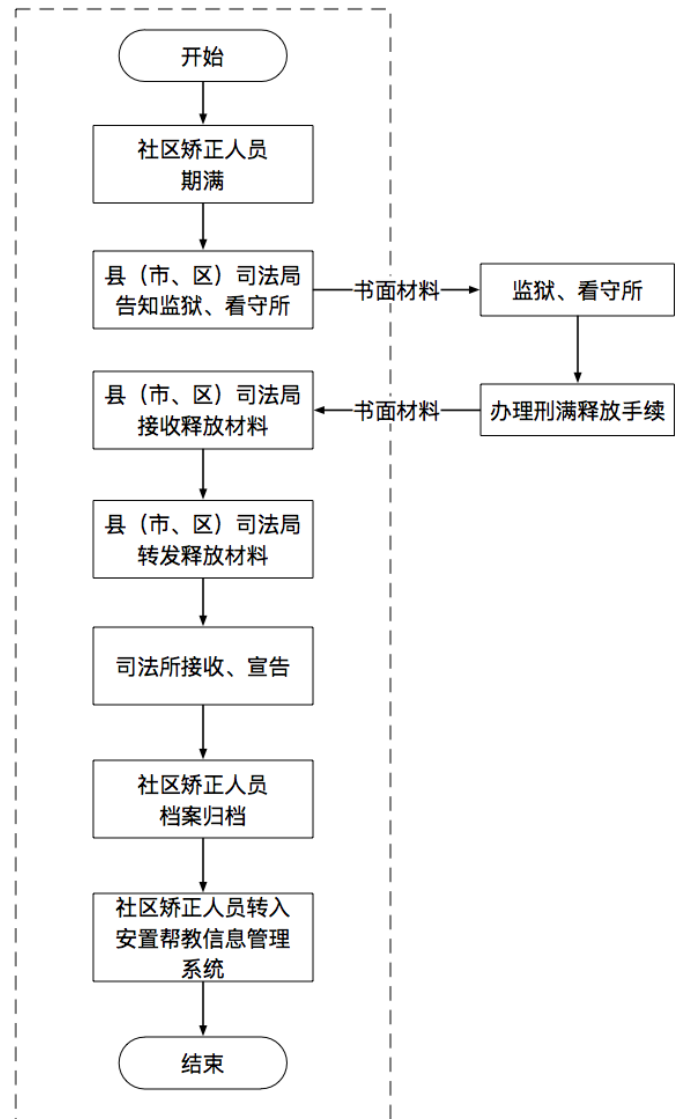 开始
社区矫正人员
期满
县（市、区）司法局
告知监狱、看守所
书面材料
监狱、看守所
县（市、区）司法局
接收释放材料
书面材料
办理刑满释放手续
县（市、区）司法局
转发释放材料
司法所接收、宣告
社区矫正人员
档案归档
社区矫正人员转入
安置帮教信息管理
系统
结束